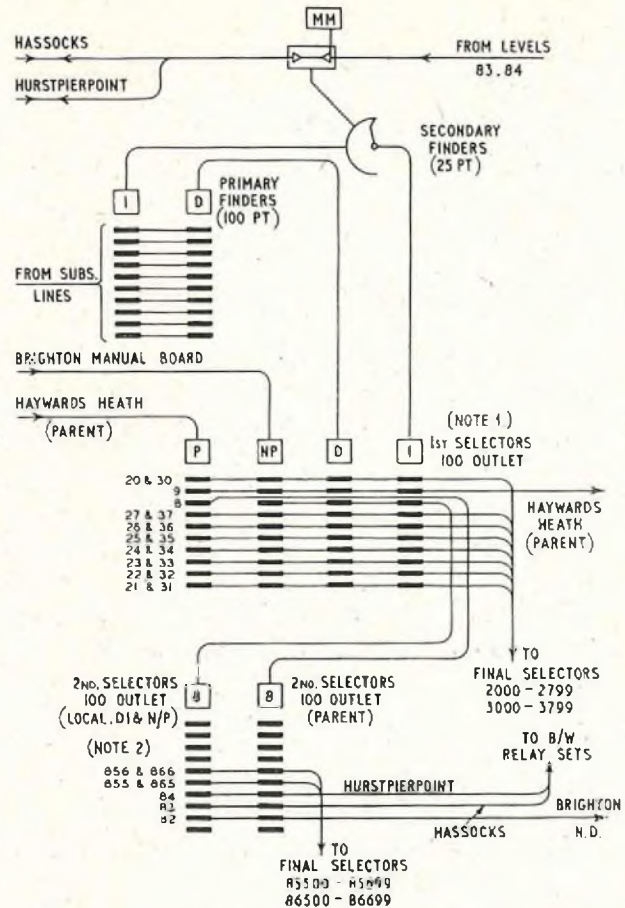 MM
HASSOCKS
FROM LEVELS
83.84
HURSTPIERPOINT
SECONDARY
FINDERS
(25 PT)
I
D
PRIMARY
FINDERS
(100 PT)
FROM SUBS.
LINES
BRIGHTON MANUAL BOARD
HAYWARDS HEATH
(PARENT)
(NOTE 1)
1ST SELECTORS
100 OUTLET
P
NP
D
I
20 & 30
9
8
27 & 37
26 & 36
25 & 35
24 & 34
23 & 33
22 & 32
21 & 31
HAYWARDS
HEATH
(PARENT)
TO
FINAL SELECTORS
2000 - 2799
3000 - 3799
2ND. SELECTORS
100 OUTLET
(LOCAL. DI & N/P)
(NOTE 2)
8
8
2ND. SELECTORS
100 OUTLET
(PARENT)
TO B/W
RELAY SETS
856 & 866
855 & 865
84
83
82
HURSTPIERPOINT
HASSOCKS
BRIGHTON
N.D.
TO
FINAL SELECTORS
85500 - 85699
86500 - 86699